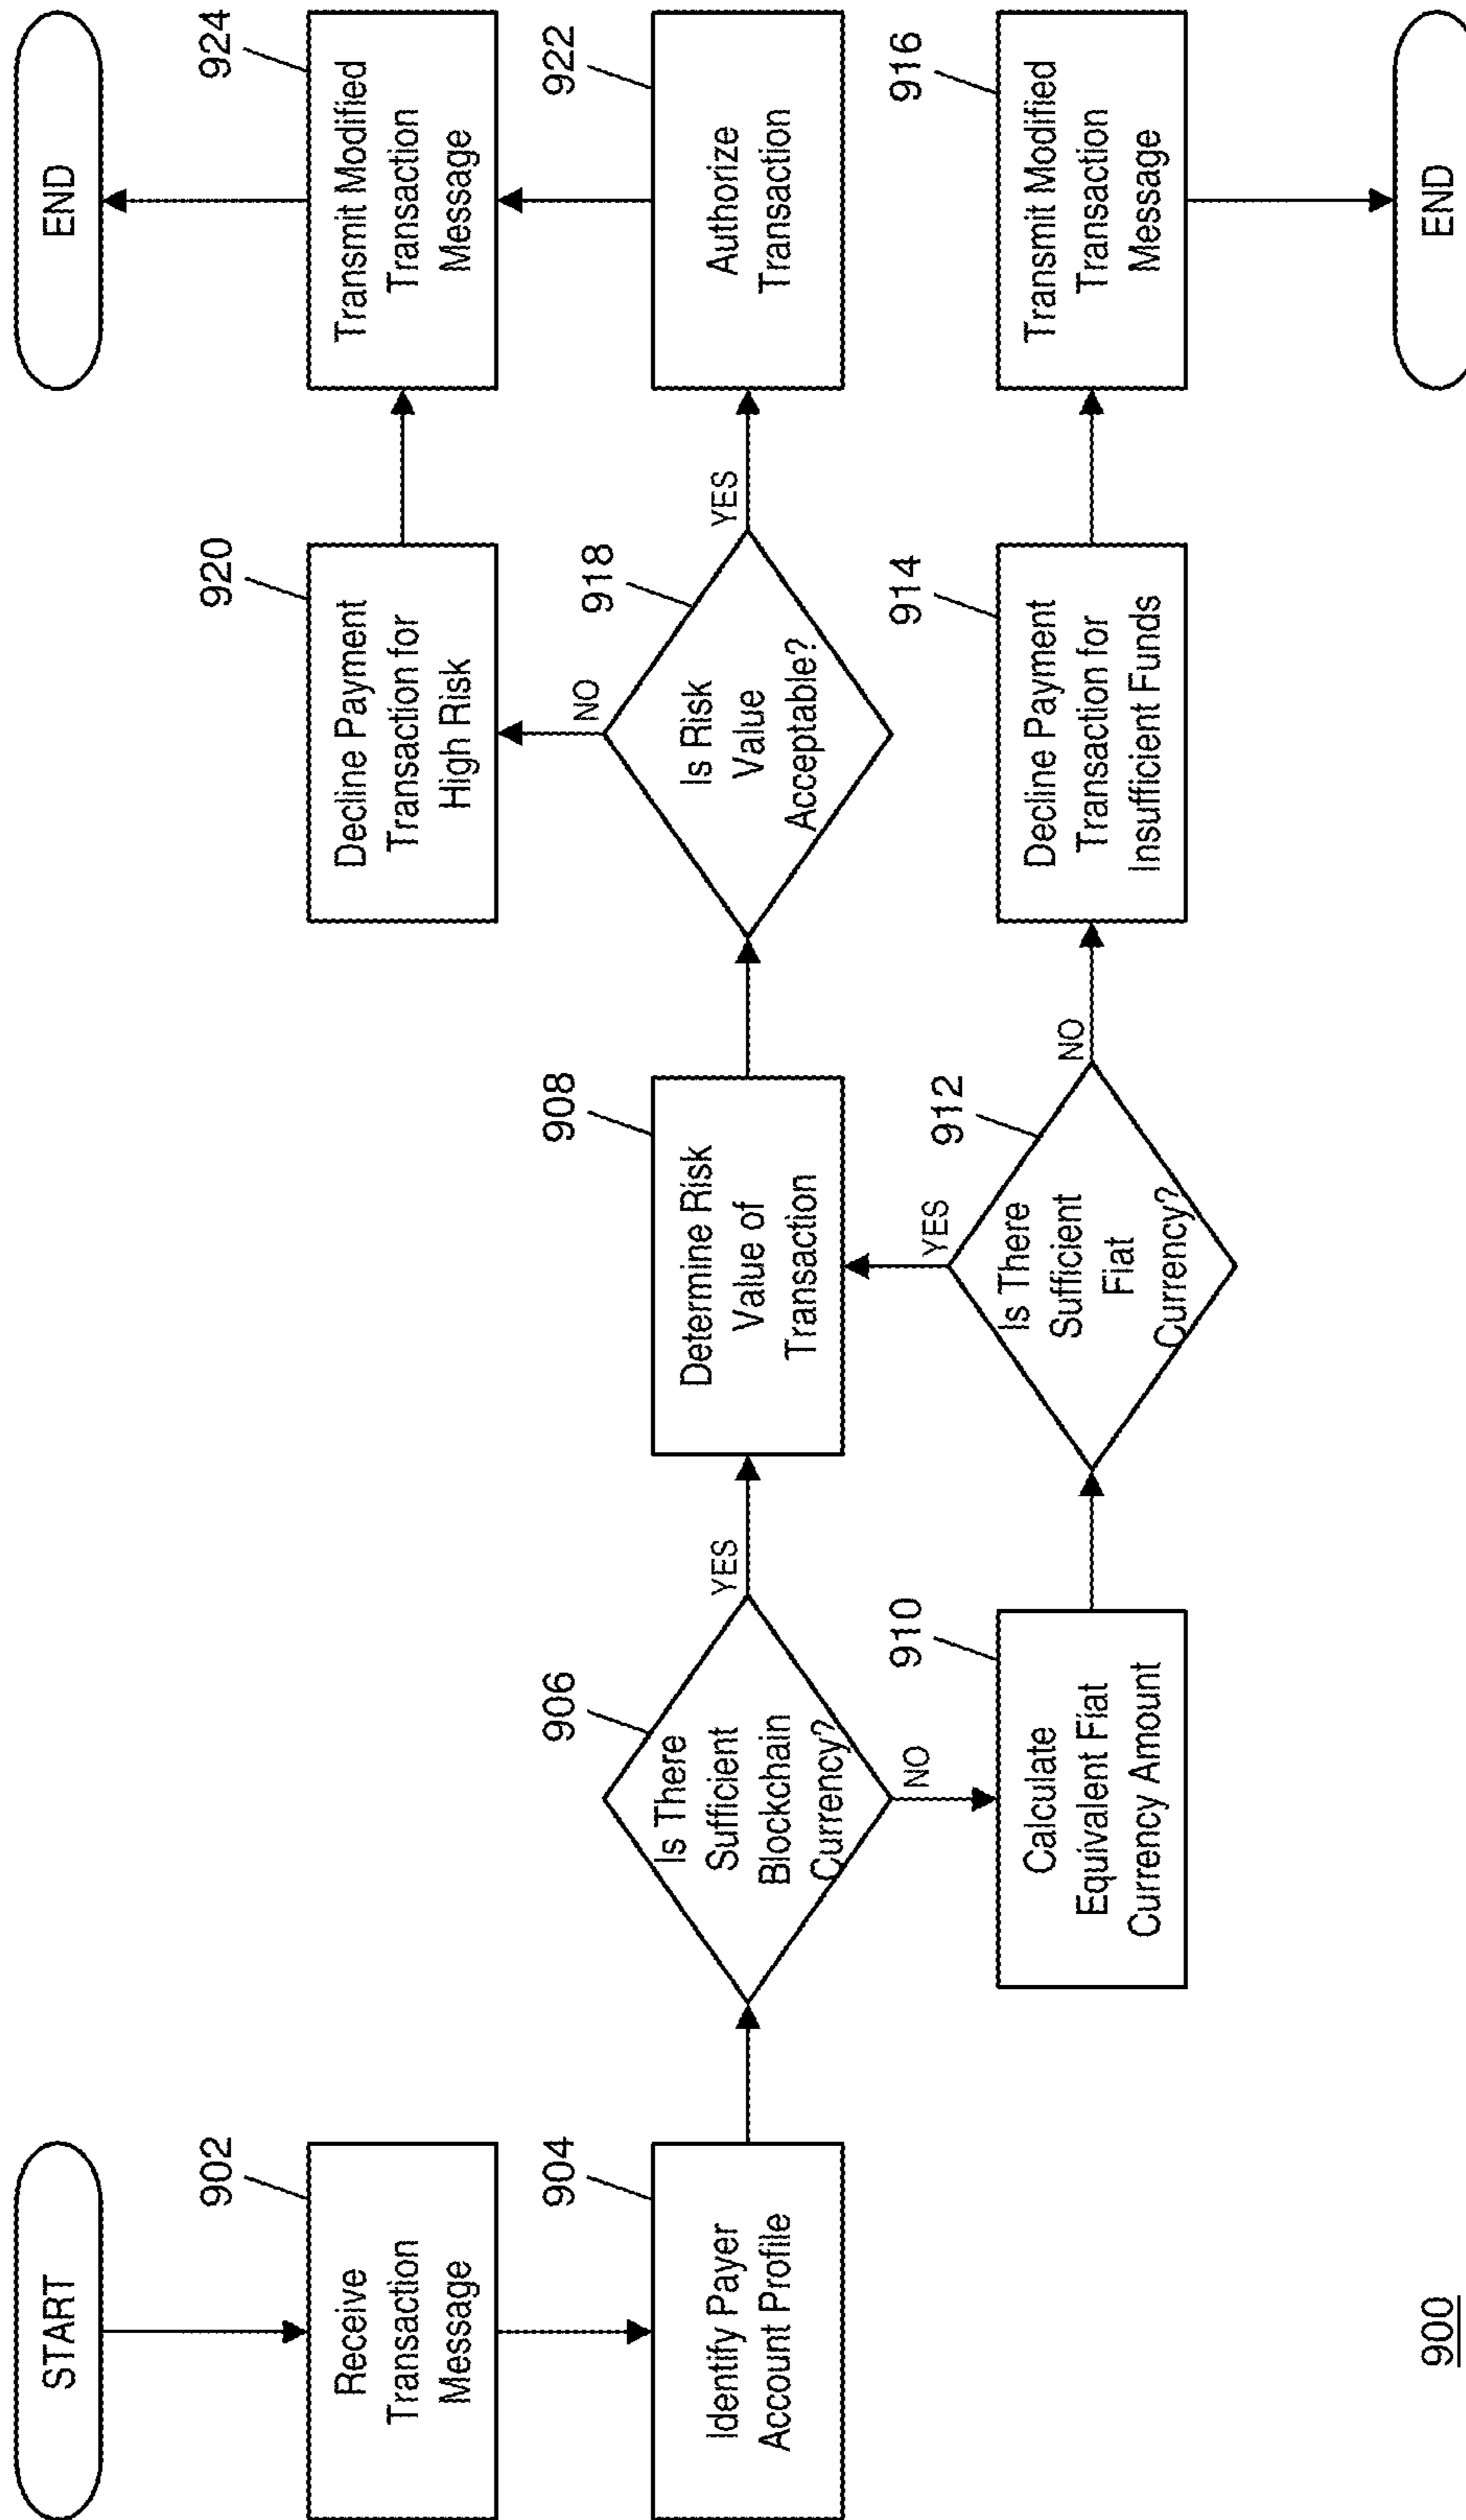 START
902
Receive
Transaction
Message
904
Identify Payer
Account Profile
906
Is There
Sufficient
Blockchain
Currency?
YES
NO
908
Determine Risk
Value of
Transaction
910
Calculate
Equivalent Fiat
Currency Amount
912
Is There
Sufficient
Fiat
Currency?
YES
NO
914
Decline Payment
Transaction for
Insufficient Funds
916
Transmit Modified
Transaction
Message
END
918
Is Risk
Value
Acceptable?
NO
YES
920
Decline Payment
Transaction for
High Risk
922
Authorize
Transaction
924
Transmit Modified
Transaction
Message
END
900